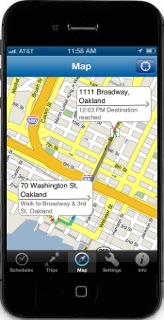 AT&T 11:58 AM
Map
1111 Broadway,
Oakland
12:03 PM Destination
reached
70 Washington St,
Oakland
Walk to Broadway & 3rd
St, Oakland
Schedules Trips Map Settings Info